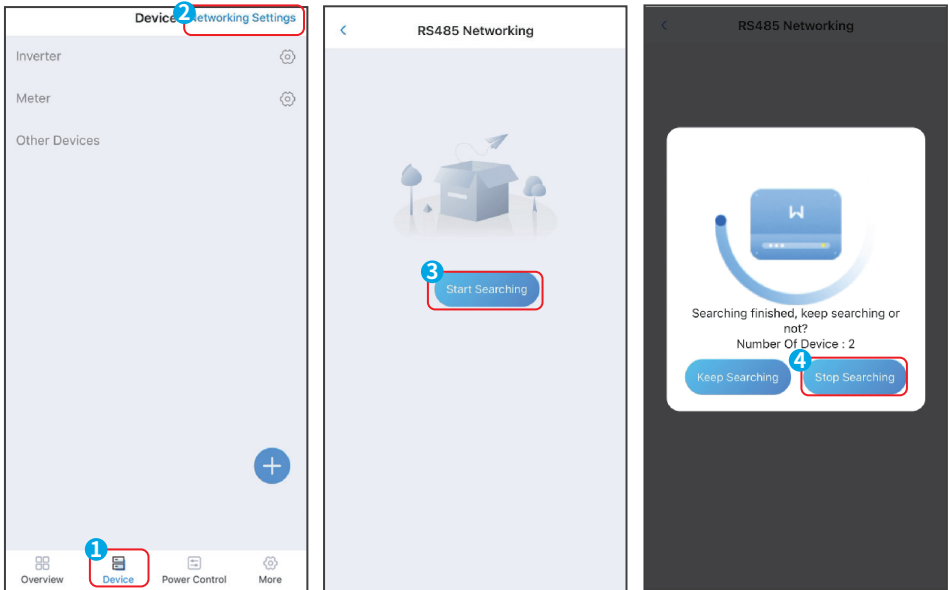 Device
2
Networking Settings
Inverter
Meter
Other Devices
1
Overview
Device
Power Control
More
RS485 Networking
3
Start Searching
RS485 Networking
Searching finished, keep searching or
not?
Number Of Device : 2
4
Keep Searching
Stop Searching